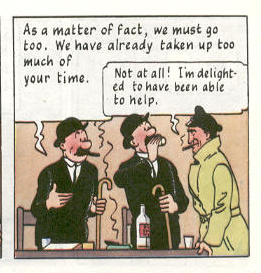 As a matter of fact, we must go
too. We have already taken up too
much of
your time.
Not at all! I'm delight-
ed to have been able
to help.